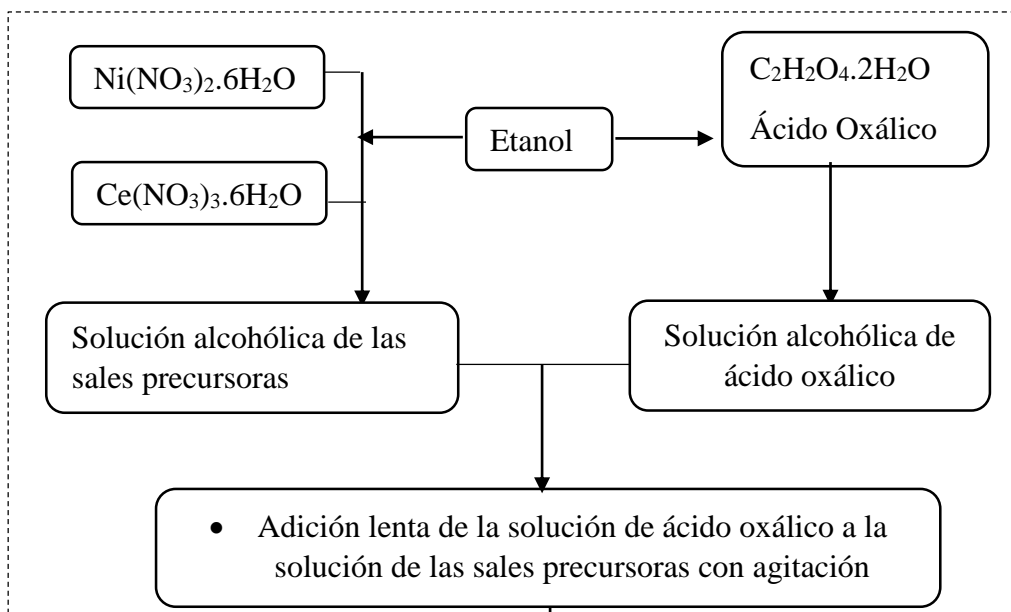 Ni(NO₃)₂.6H₂O
Ce(NO₃)₃.6H₂O
Etanol
C₂H₂O₄.2H₂O
Ácido Oxálico
Solución alcohólica de las
sales precursoras
Solución alcohólica de
ácido oxálico
• Adición lenta de la solución de ácido oxálico a la
solución de las sales precursoras con agitación